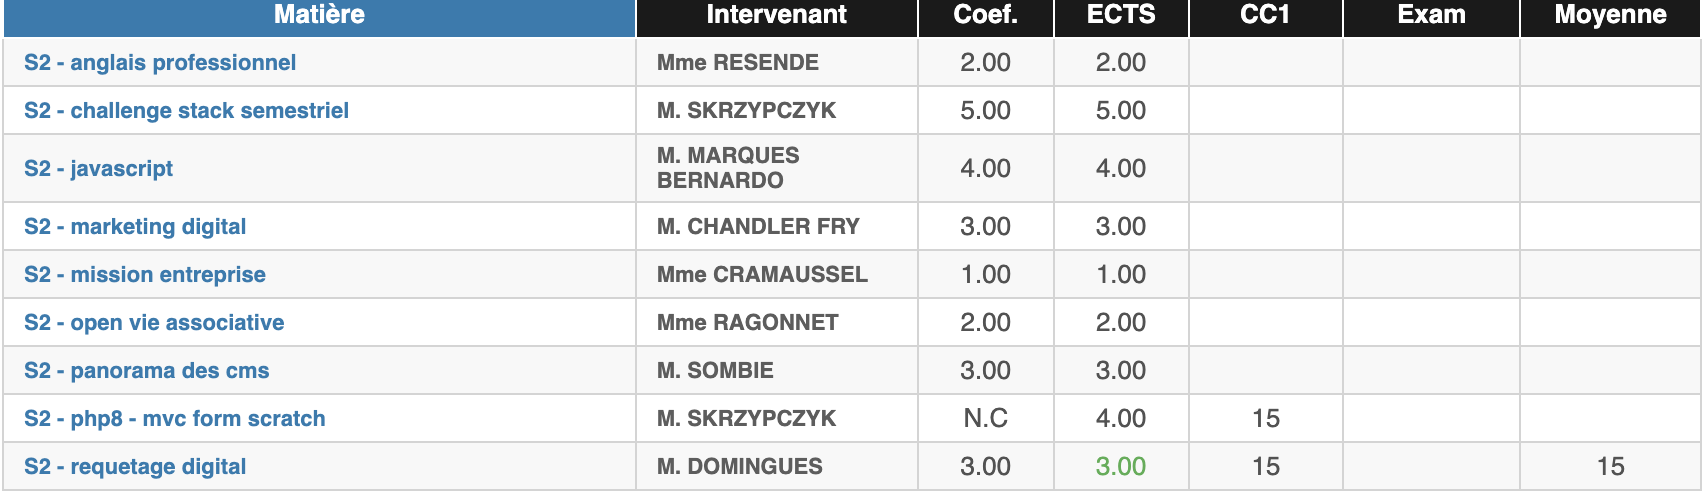 Matière Intervenant Coef. ECTS CC1 Exam Moyenne
S2 - anglais professionnel Mme RESENDE 2.00 2.00
S2 - challenge stack semestriel M. SKRZYPCZYK 5.00 5.00
S2 - javascript M. MARQUES BERNARDO 4.00 4.00
S2 - marketing digital M. CHANDLER FRY 3.00 3.00
S2 - mission entreprise Mme CRAMAUSSEL 1.00 1.00
S2 - open vie associative Mme RAGONNET 2.00 2.00
S2 - panorama des cms M. SOMBIE 3.00 3.00
S2 - php8 - mvc form scratch M. SKRZYPCZYK N.C 4.00 15
S2 - requetage digital M. DOMINGUES 3.00 3.00 15 15